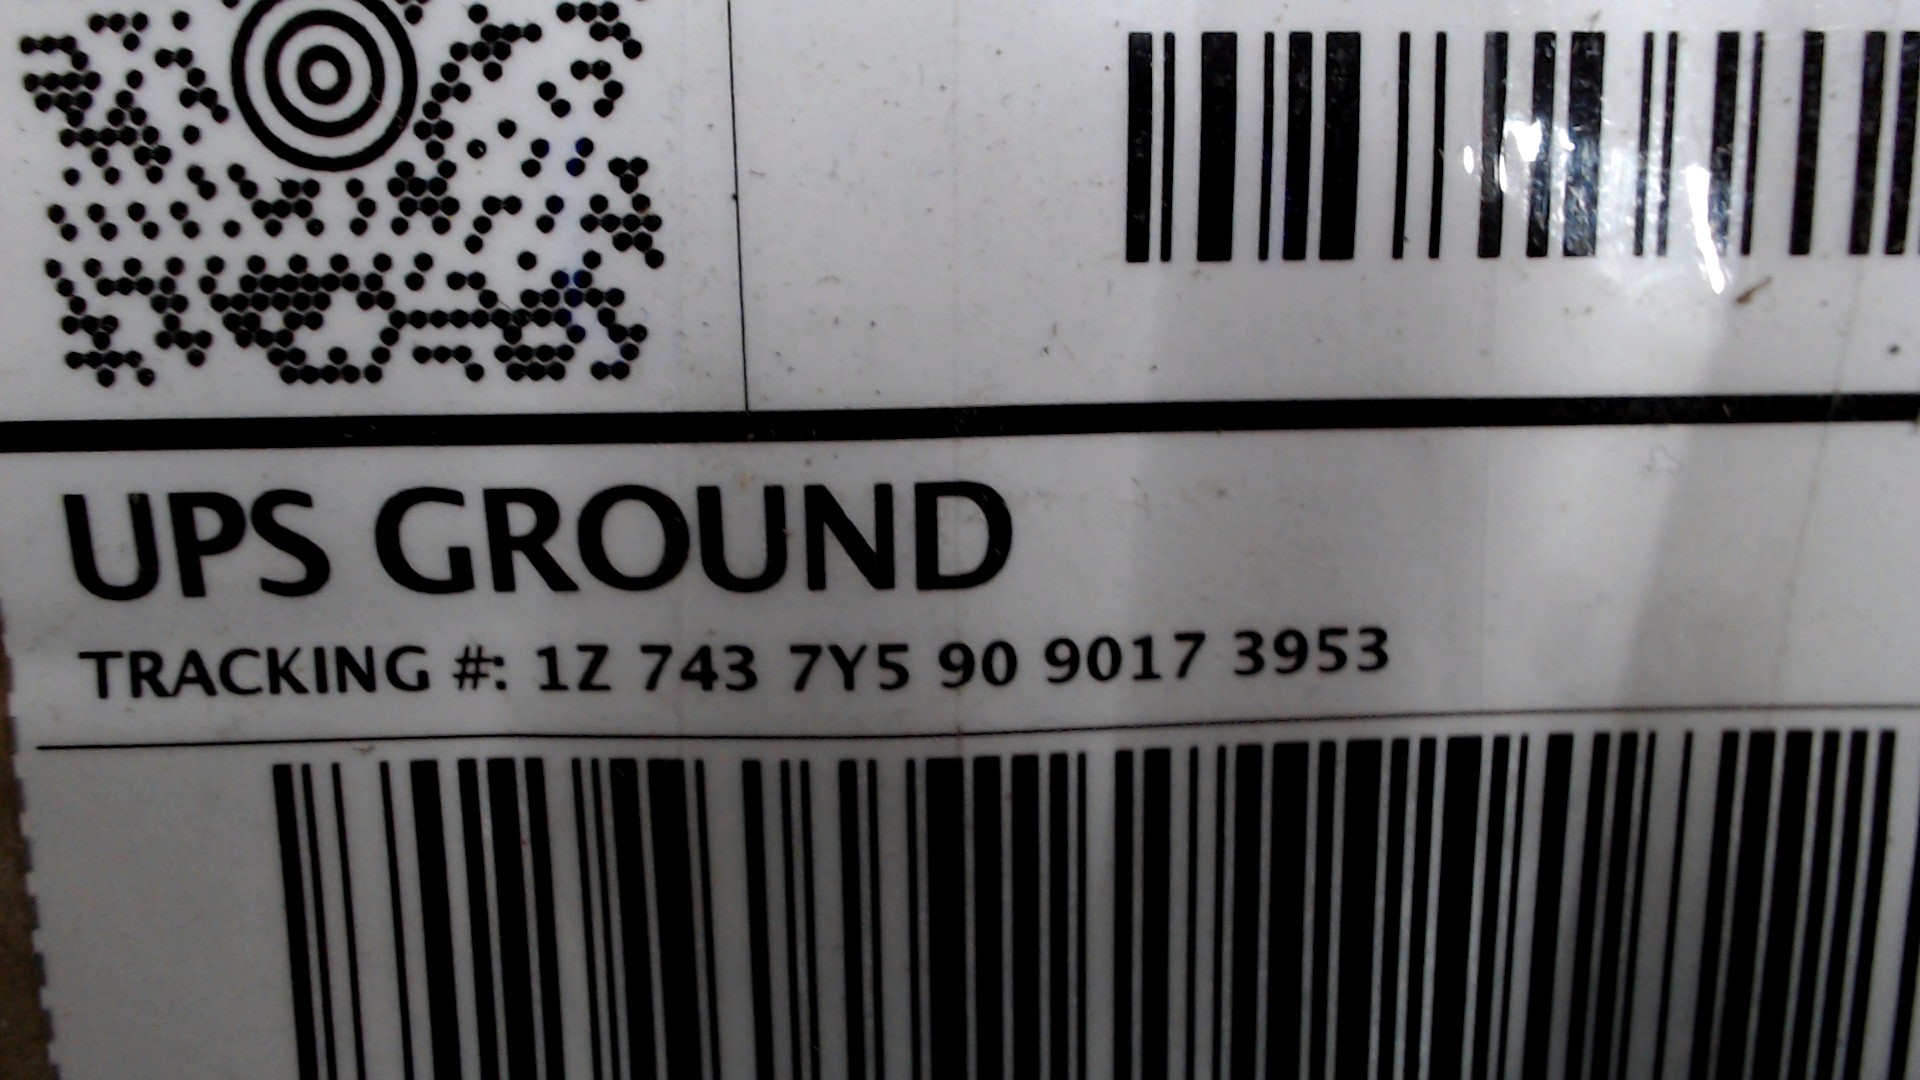 UPS GROUND
TRACKING #: 1Z 743 7Y5 90 9017 3953